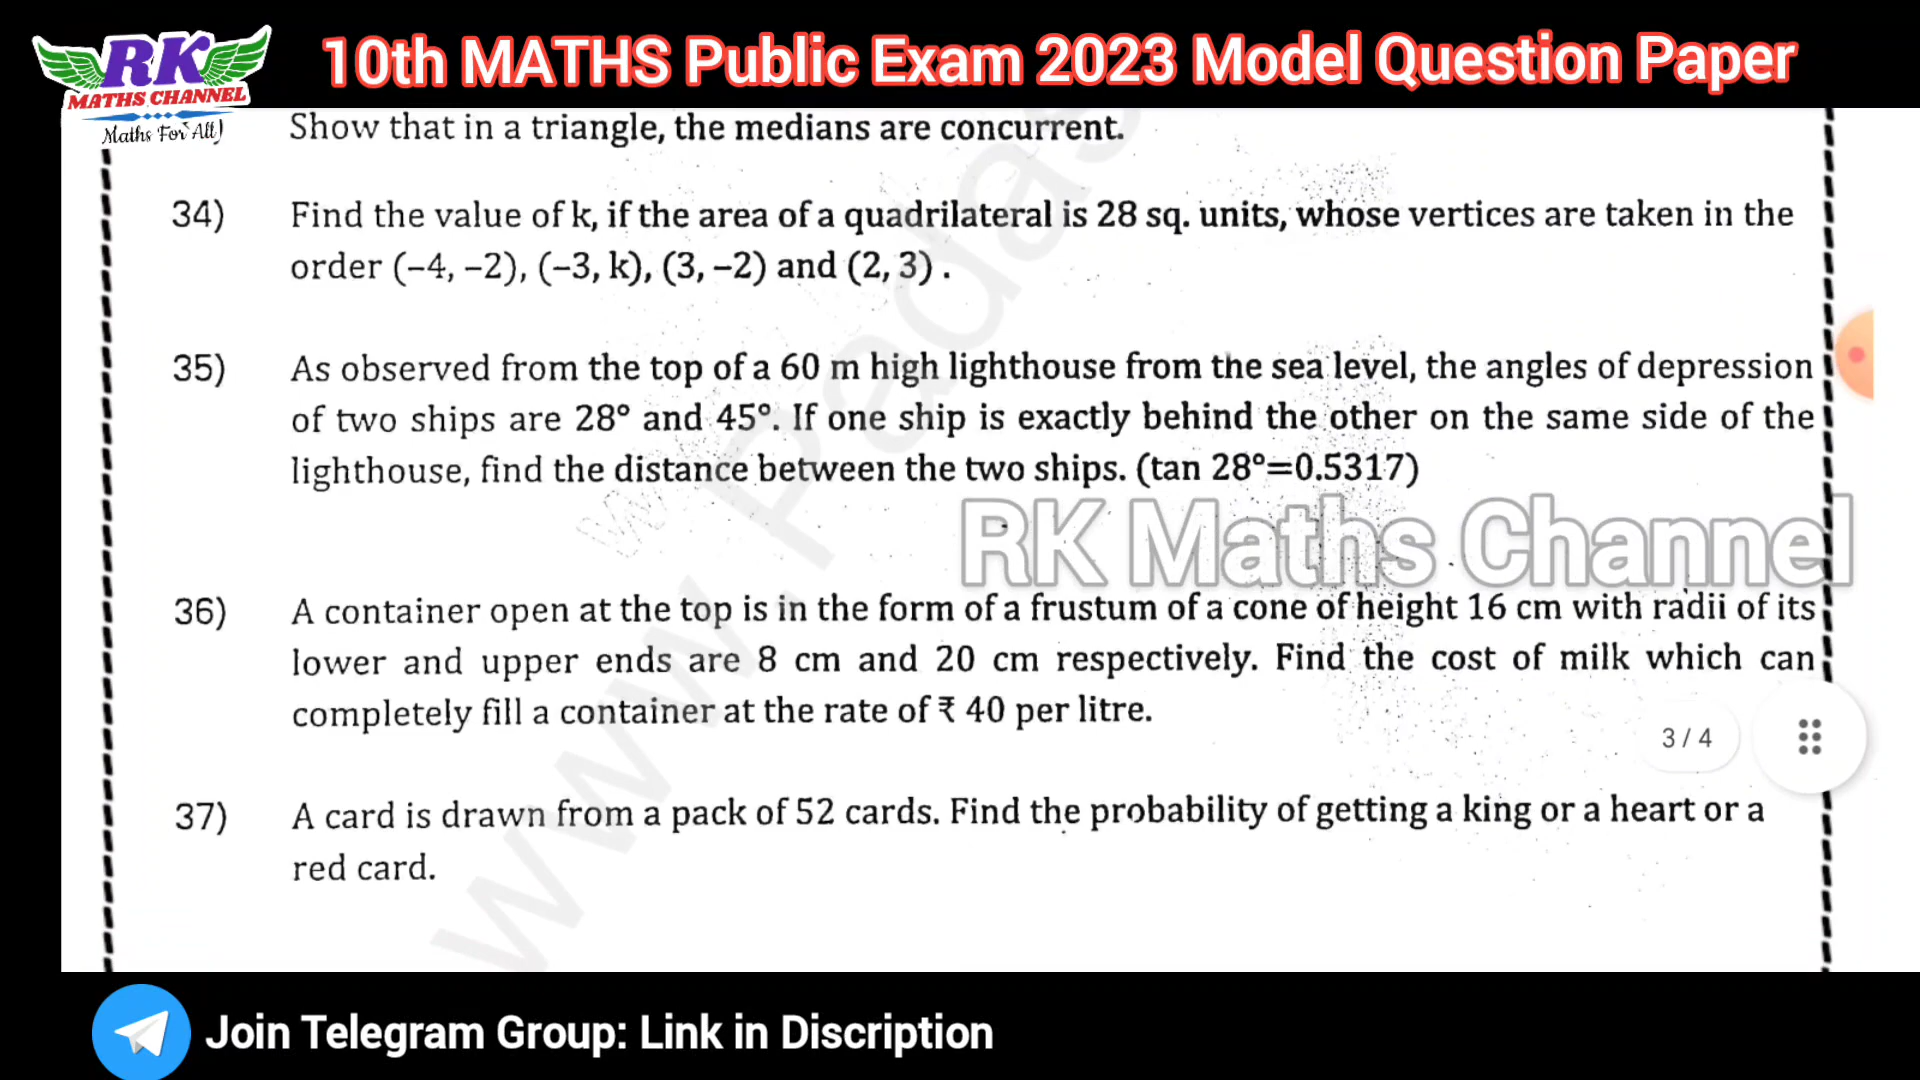 RK
MATHS CHANNEL
Maths For All)
10th MATHS Public Exam 2023 Model Question Paper
Show that in a triangle, the medians are concurrent.
34) Find the value of k, if the area of a quadrilateral is 28 sq. units, whose vertices are taken in the
order (−4, −2), (−3, k), (3, −2) and (2, 3) .
35) As observed from the top of a 60 m high lighthouse from the sea level, the angles of depression
of two ships are 28° and 45°. If one ship is exactly behind the other on the same side of the
lighthouse, find the distance between the two ships. (tan 28°=0.5317)
RK Maths Channel
36) A container open at the top is in the form of a frustum of a cone of height 16 cm with radii of its
lower and upper ends are 8 cm and 20 cm respectively. Find the cost of milk which can
completely fill a container at the rate of ₹ 40 per litre.
3 / 4
37) A card is drawn from a pack of 52 cards. Find the probability of getting a king or a heart or a
red card.
www.Padas
Join Telegram Group: Link in Discription